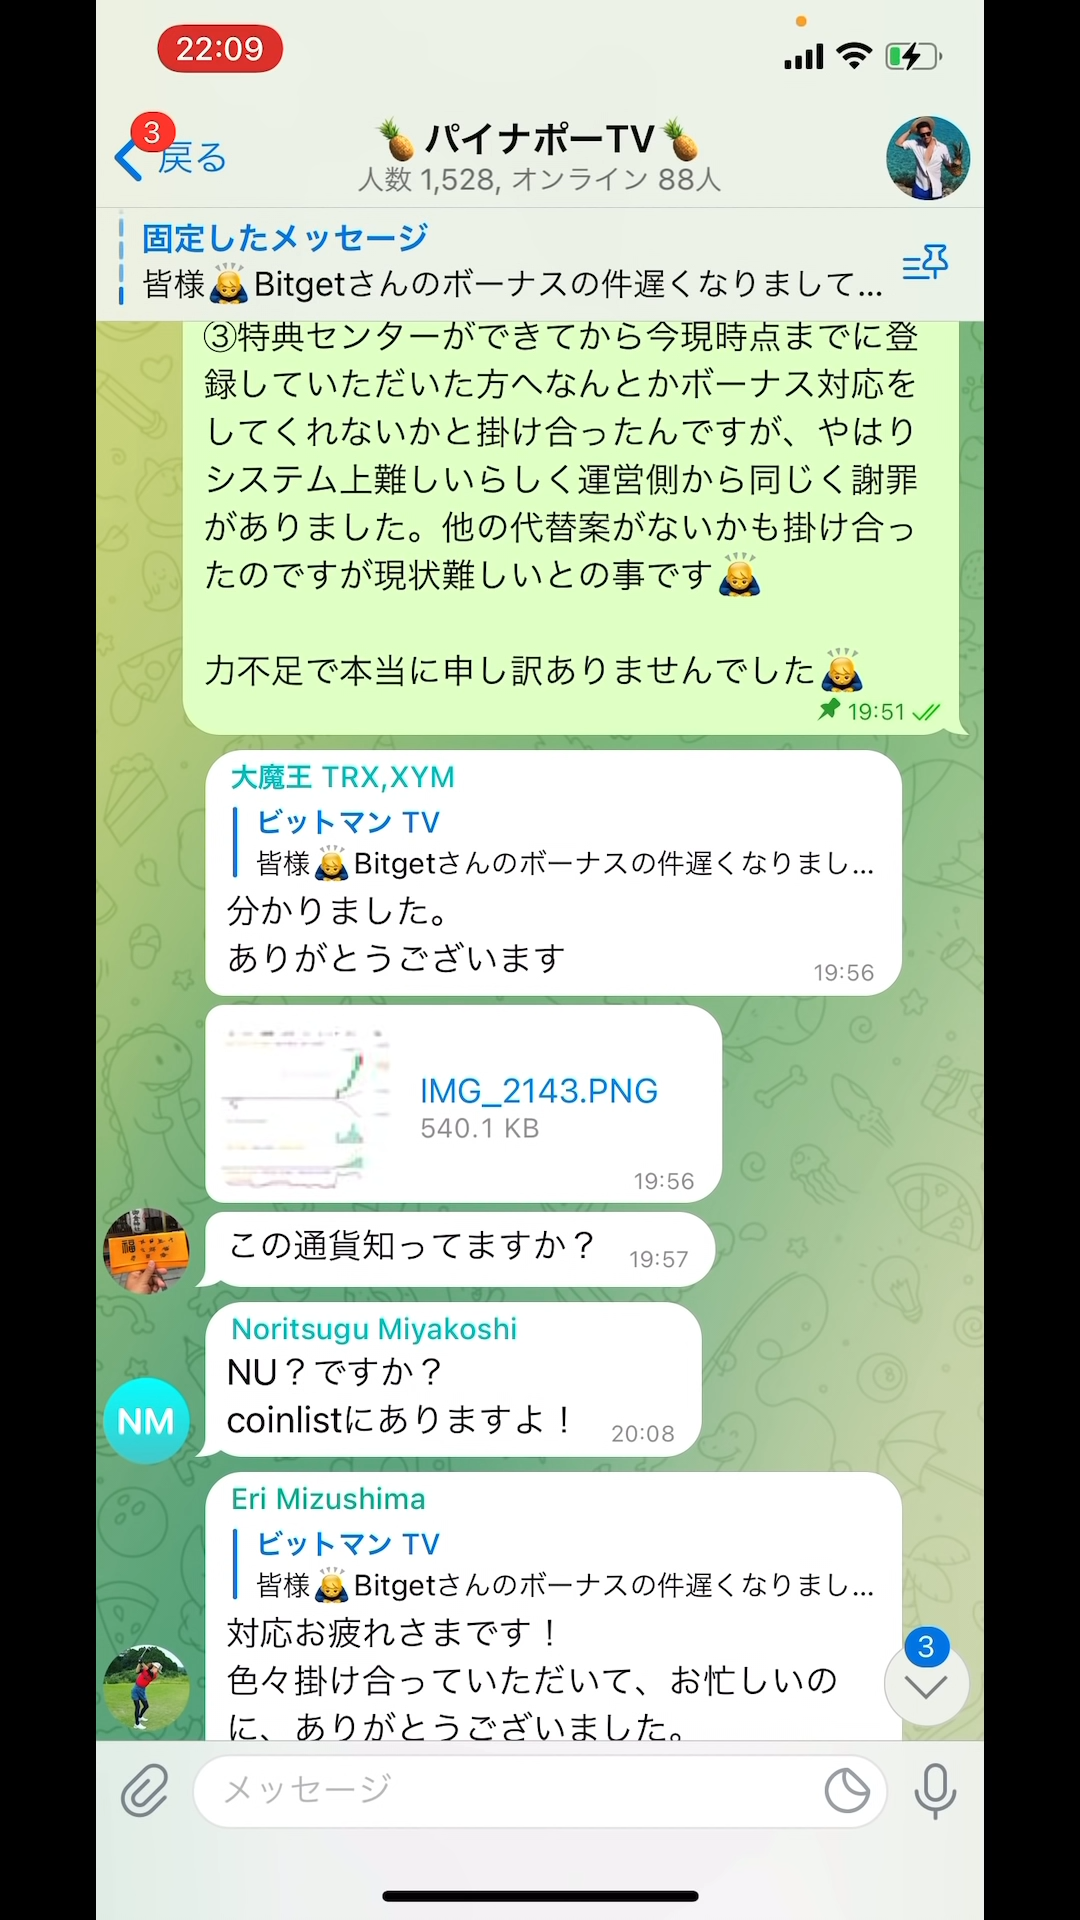 22:09
3
戻る
🍍パイナポーTV🍍
人数 1,528, オンライン 88人
固定したメッセージ
皆様🙇Bitgetさんのボーナスの件遅くなりまして...
③特典センターができてから今現時点までに登
録していただいた方へなんとかボーナス対応を
してくれないかと掛け合ったんですが、やはり
システム上難しいらしく運営側から同じく謝罪
がありました。他の代替案がないかも掛け合っ
たのですが現状難しいとの事です🙇
力不足で本当に申し訳ありませんでした🙇
19:51
大魔王 TRX,XYM
ビットマン TV
皆様🙇Bitgetさんのボーナスの件遅くなりまし...
分かりました。
ありがとうございます
19:56
IMG_2143.PNG
540.1 KB
19:56
この通貨知ってますか？
19:57
Noritsugu Miyakoshi
NU？ですか？
coinlistにありますよ！
20:08
NM
Eri Mizushima
ビットマン TV
皆様🙇Bitgetさんのボーナスの件遅くなりまし...
対応お疲れさまです！
色々掛け合っていただいて、お忙しいの
に、ありがとうございました。
3
メッセージ